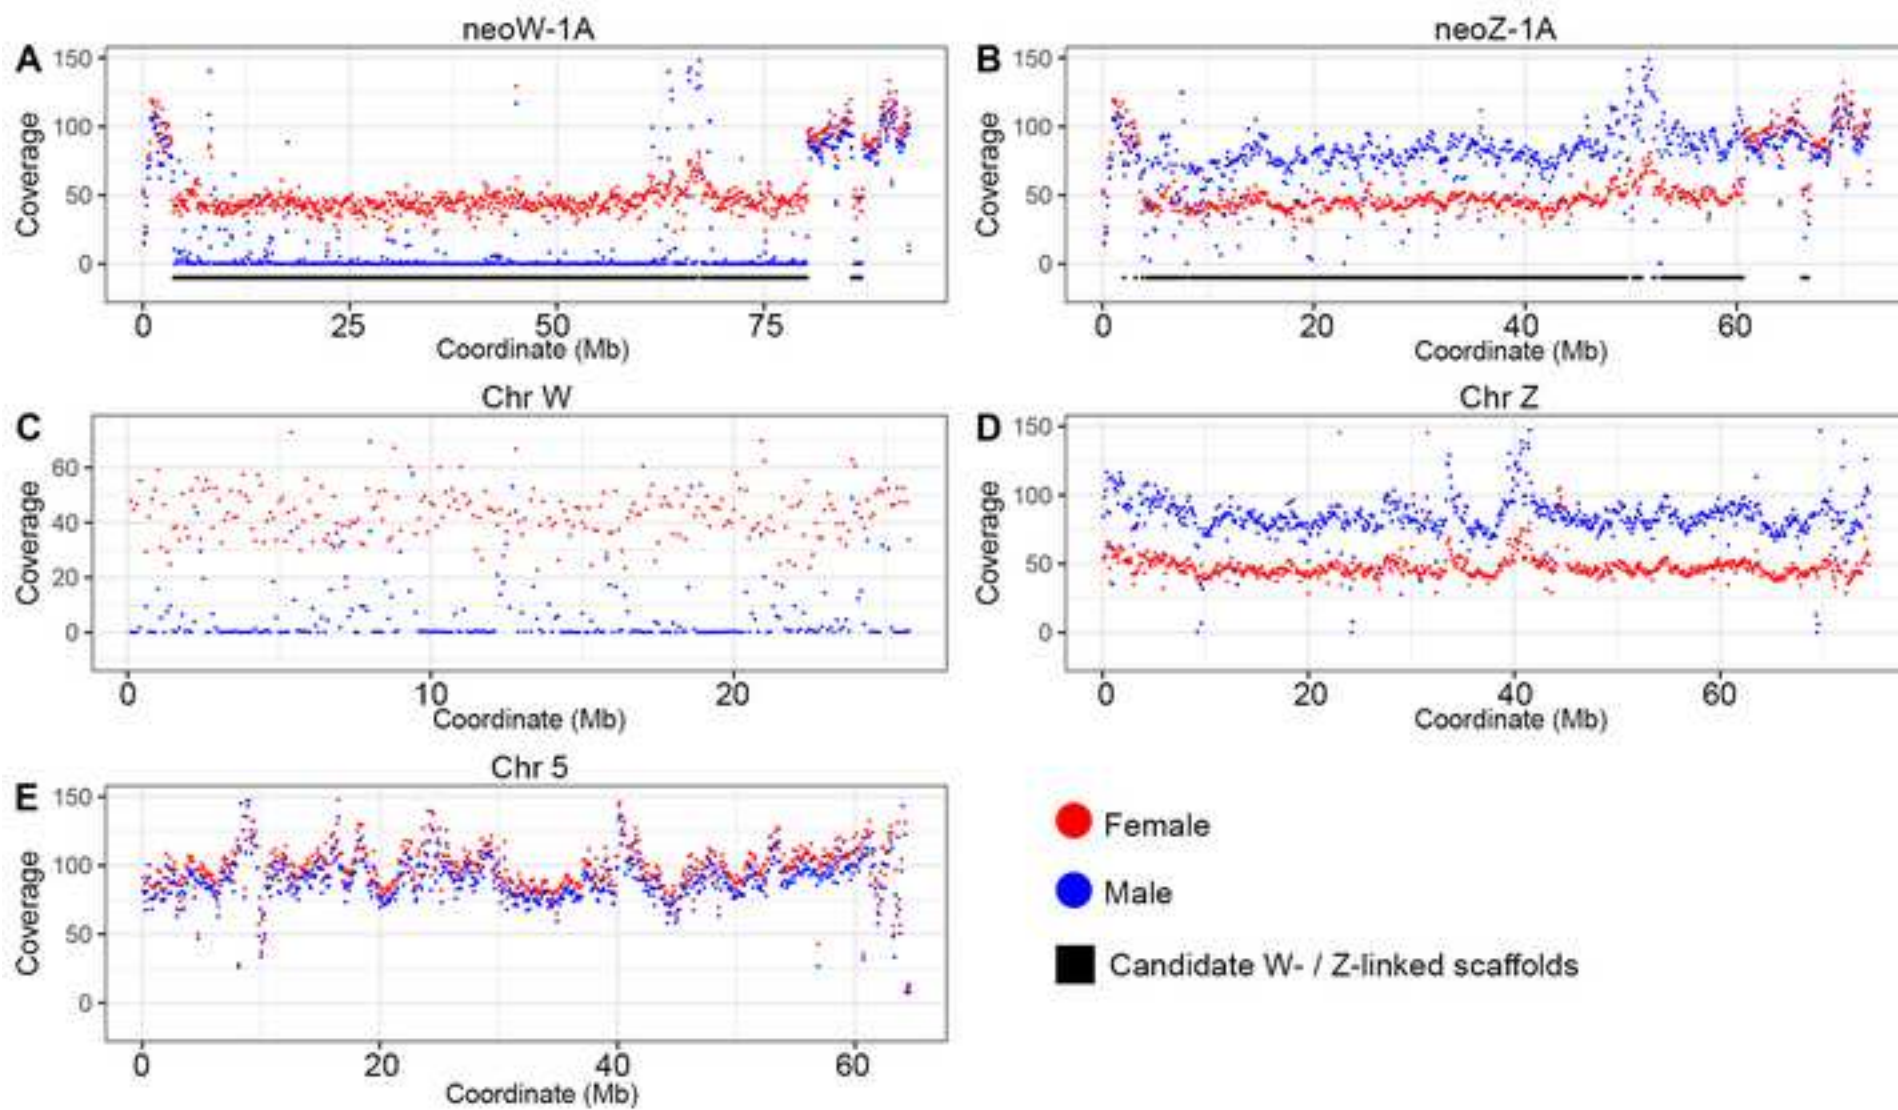 neoW-1A
neoZ-1A
A
B
150
100
50
0
Coverage
0 25 50 75
Coordinate (Mb)
150
100
50
0
Coverage
0 20 40 60
Coordinate (Mb)
Chr W
Chr Z
C
D
60
40
20
0
Coverage
0 10 20
Coordinate (Mb)
150
100
50
0
Coverage
0 20 40 60
Coordinate (Mb)
Chr 5
E
150
100
50
0
Coverage
0 20 40 60
Coordinate (Mb)
Female
Male
Candidate W- / Z-linked scaffolds